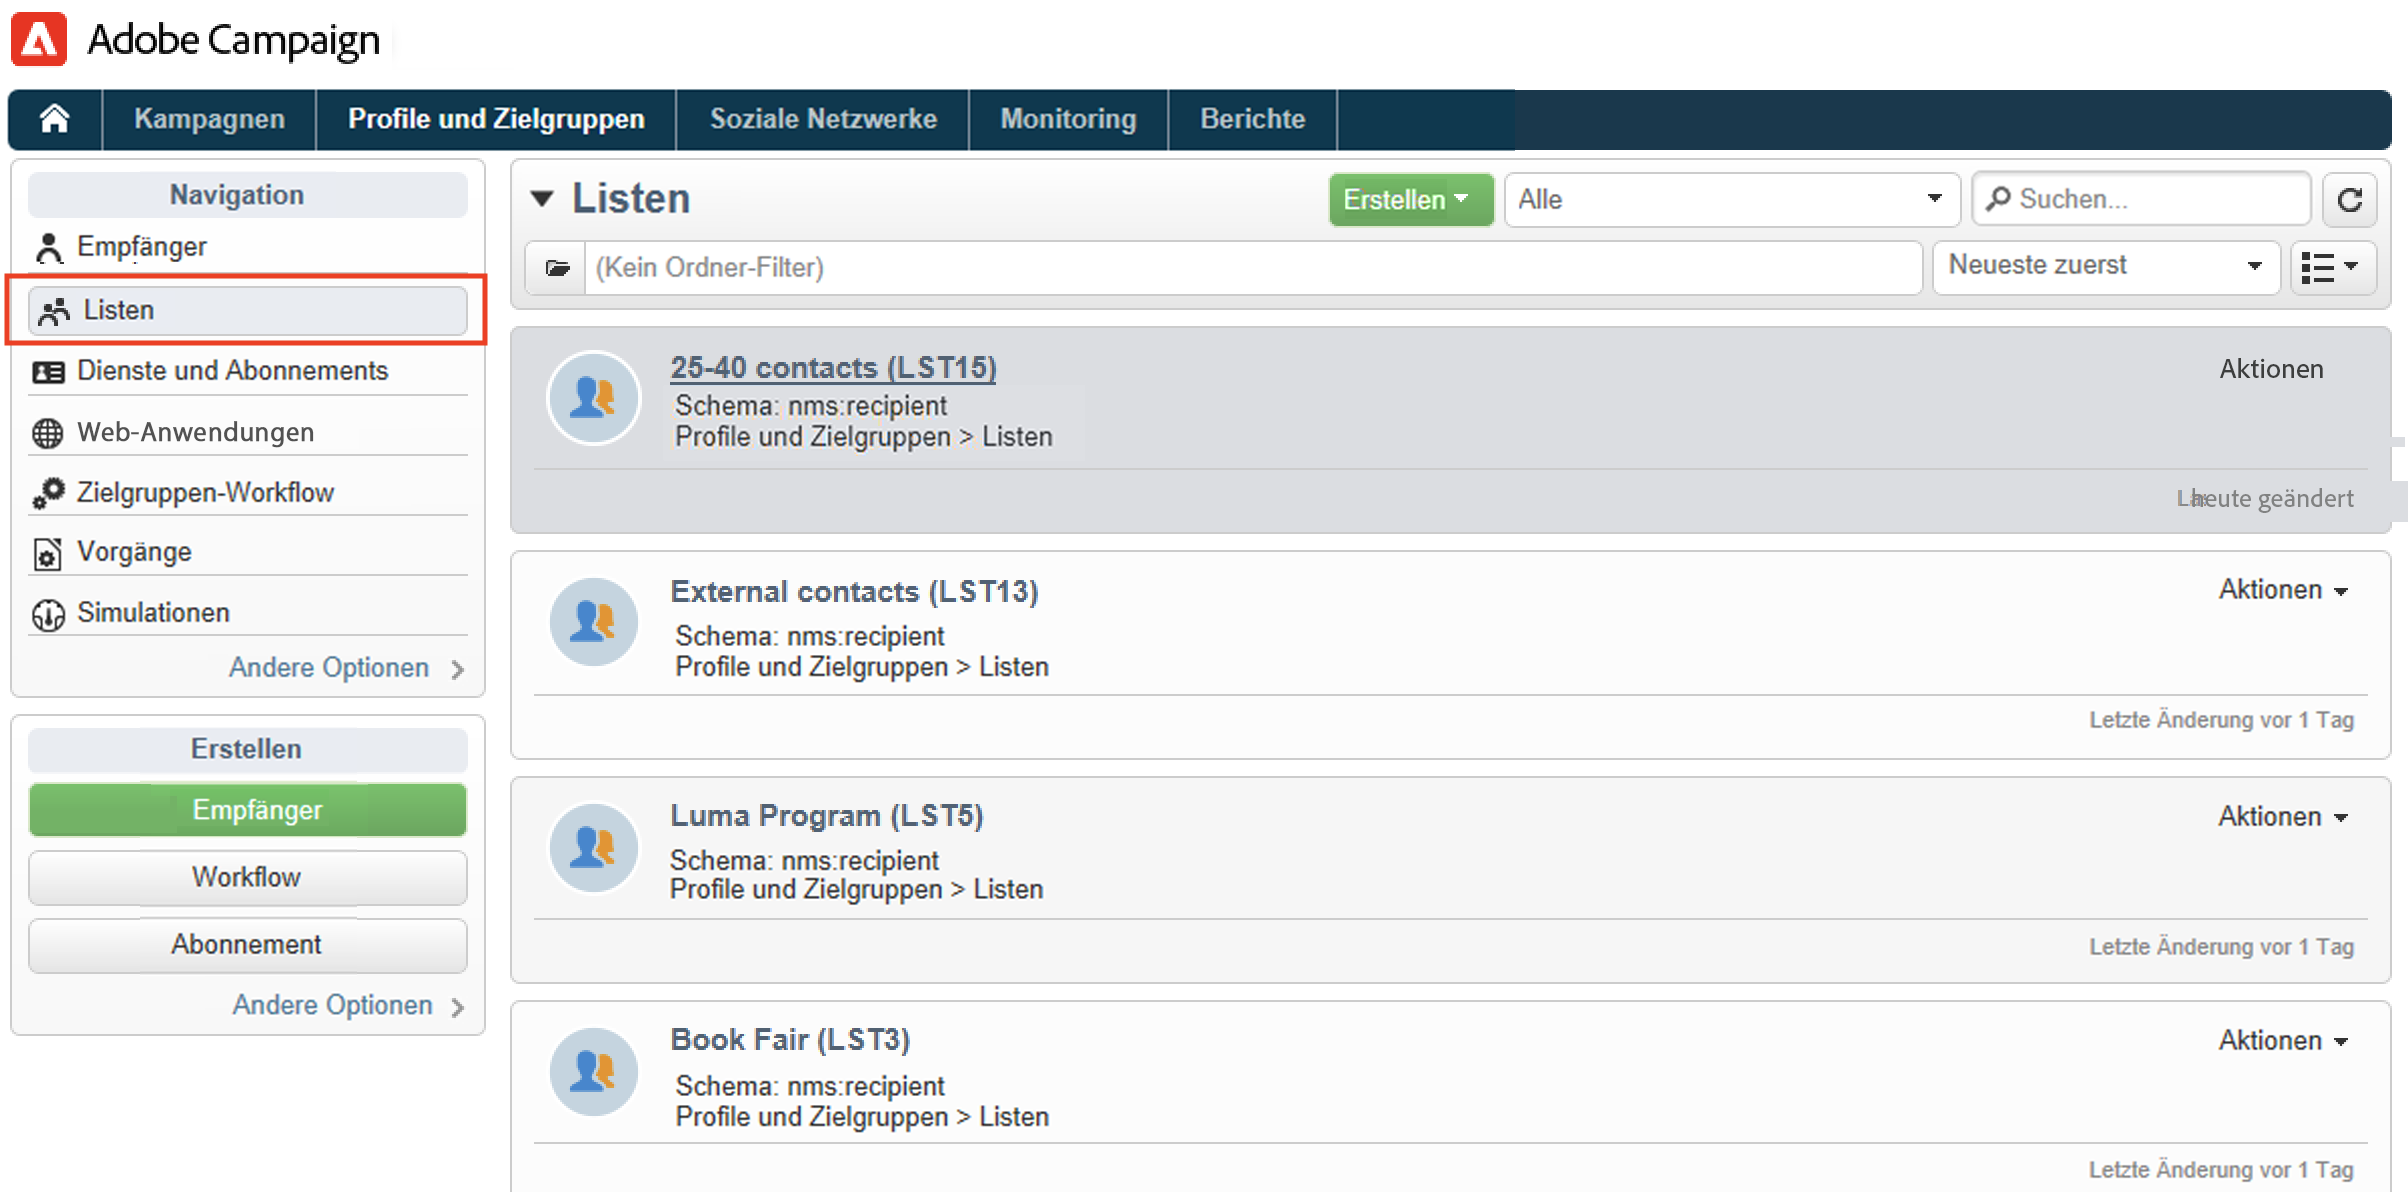 Adobe Campaign
Kampagnen
Profile und Zielgruppen
Soziale Netzwerke
Monitoring
Berichte
Navigation
Empfänger
Listen
Dienste und Abonnements
Web-Anwendungen
Zielgruppen-Workflow
Vorgänge
Simulationen
Andere Optionen
Erstellen
Empfänger
Workflow
Abonnement
Andere Optionen
Listen
Erstellen
Alle
Suchen...
(Kein Ordner-Filter)
Neueste zuerst
25-40 contacts (LST15)
Aktionen
Schema: nms:recipient
Profile und Zielgruppen > Listen
heute geändert
External contacts (LST13)
Aktionen
Schema: nms:recipient
Profile und Zielgruppen > Listen
Letzte Änderung vor 1 Tag
Luma Program (LST5)
Aktionen
Schema: nms:recipient
Profile und Zielgruppen > Listen
Letzte Änderung vor 1 Tag
Book Fair (LST3)
Aktionen
Schema: nms:recipient
Profile und Zielgruppen > Listen
Letzte Änderung vor 1 Tag